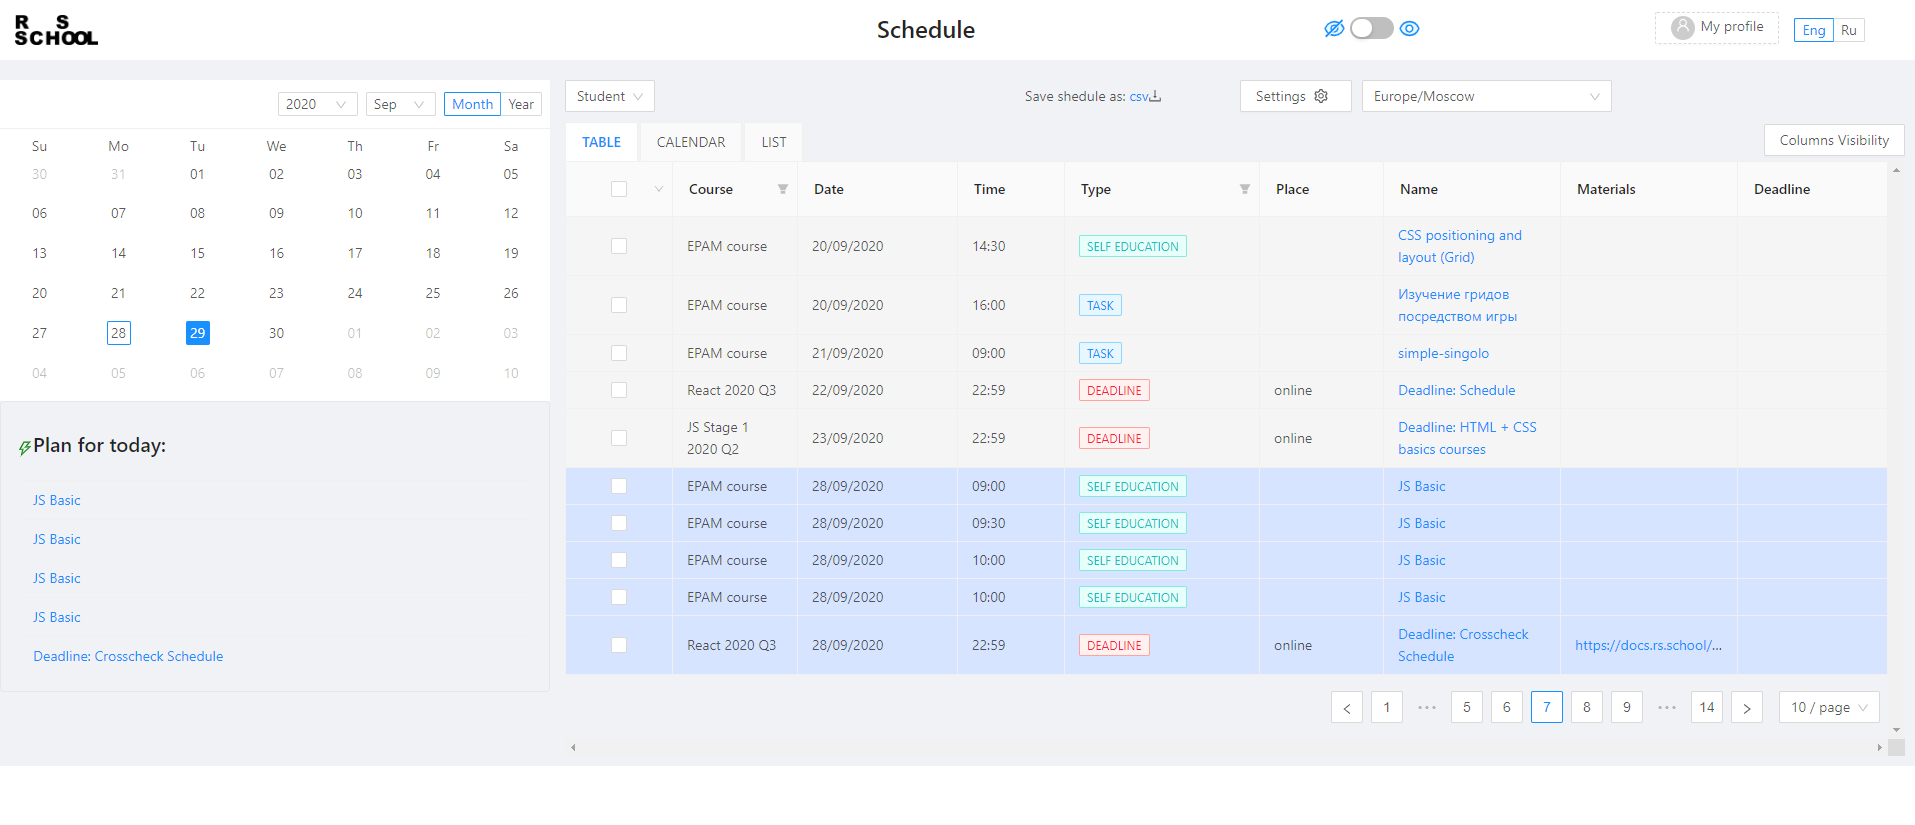 R S
SCHOOL
Schedule
My profile
Eng Ru
2020 Sep Month Year
Su Mo Tu We Th Fr Sa
30 31 01 02 03 04 05
06 07 08 09 10 11 12
13 14 15 16 17 18 19
20 21 22 23 24 25 26
27 28 29 30 01 02 03
04 05 06 07 08 09 10
Plan for today:
JS Basic
JS Basic
JS Basic
JS Basic
Deadline: Crosscheck Schedule
Student
Save shedule as: csv
Settings
Europe/Moscow
TABLE CALENDAR LIST
Columns Visibility
Course Date Time Type Place Name Materials Deadline
EPAM course 20/09/2020 14:30 SELF EDUCATION CSS positioning and
layout (Grid)
EPAM course 20/09/2020 16:00 TASK Изучение гридов
посредством игры
EPAM course 21/09/2020 09:00 TASK simple-singolo
React 2020 Q3 22/09/2020 22:59 DEADLINE online Deadline: Schedule
JS Stage 1
2020 Q2 23/09/2020 22:59 DEADLINE online Deadline: HTML + CSS
basics courses
EPAM course 28/09/2020 09:00 SELF EDUCATION JS Basic
EPAM course 28/09/2020 09:30 SELF EDUCATION JS Basic
EPAM course 28/09/2020 10:00 SELF EDUCATION JS Basic
EPAM course 28/09/2020 10:00 SELF EDUCATION JS Basic
React 2020 Q3 28/09/2020 22:59 DEADLINE online Deadline: Crosscheck
Schedule https://docs.rs.school/...
< 1 ••• 5 6 7 8 9 ••• 14 > 10 / page